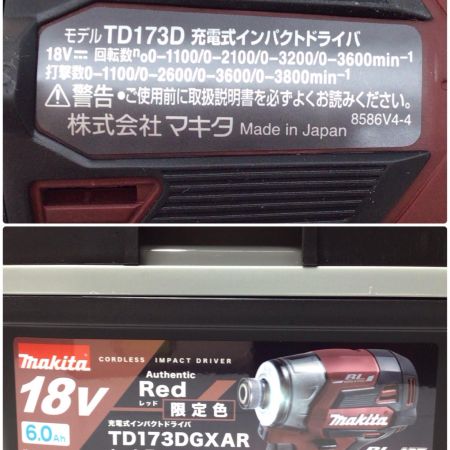 モデル TD173D 充電式インパクトドライバ
18V⎓ 回転数n₀0-1100/0-2100/0-3200/0-3600min⁻¹
打撃数0-1100/0-2600/0-3600/0-3800min⁻¹
⚠警告•ご使用前に取扱説明書を必ずよくお読みください。
株式会社 マキタ Made in Japan 8586V4-4
makita CORDLESS IMPACT DRIVER
18V
6.0Ah
Authentic
Red
レッド
限定色
充電式インパクトドライバ
TD173DGXAR
BL
makita